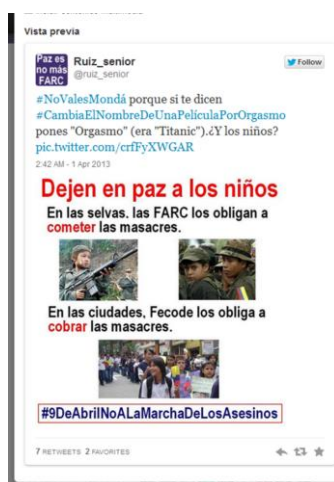 Vista previa
Paz es
no más
FARC
Ruiz_senior
@ruiz_senior
Follow
#NoValesMondá porque si te dicen
#CambiaElNombreDeUnaPelículaPorOrgasmo
pones "Orgasmo" (era "Titanic").¿Y los niños?
pic.twitter.com/crfFyXWGAR
2:42 AM - 1 Apr 2013
Dejen en paz a los niños
En las selvas. las FARC los obligan a
cometer las masacres.
En las ciudades, Fecode los obliga a
cobrar las masacres.
#9DeAbrilNoALaMarchaDeLosAsesinos
7 RETWEETS 2 FAVORITES